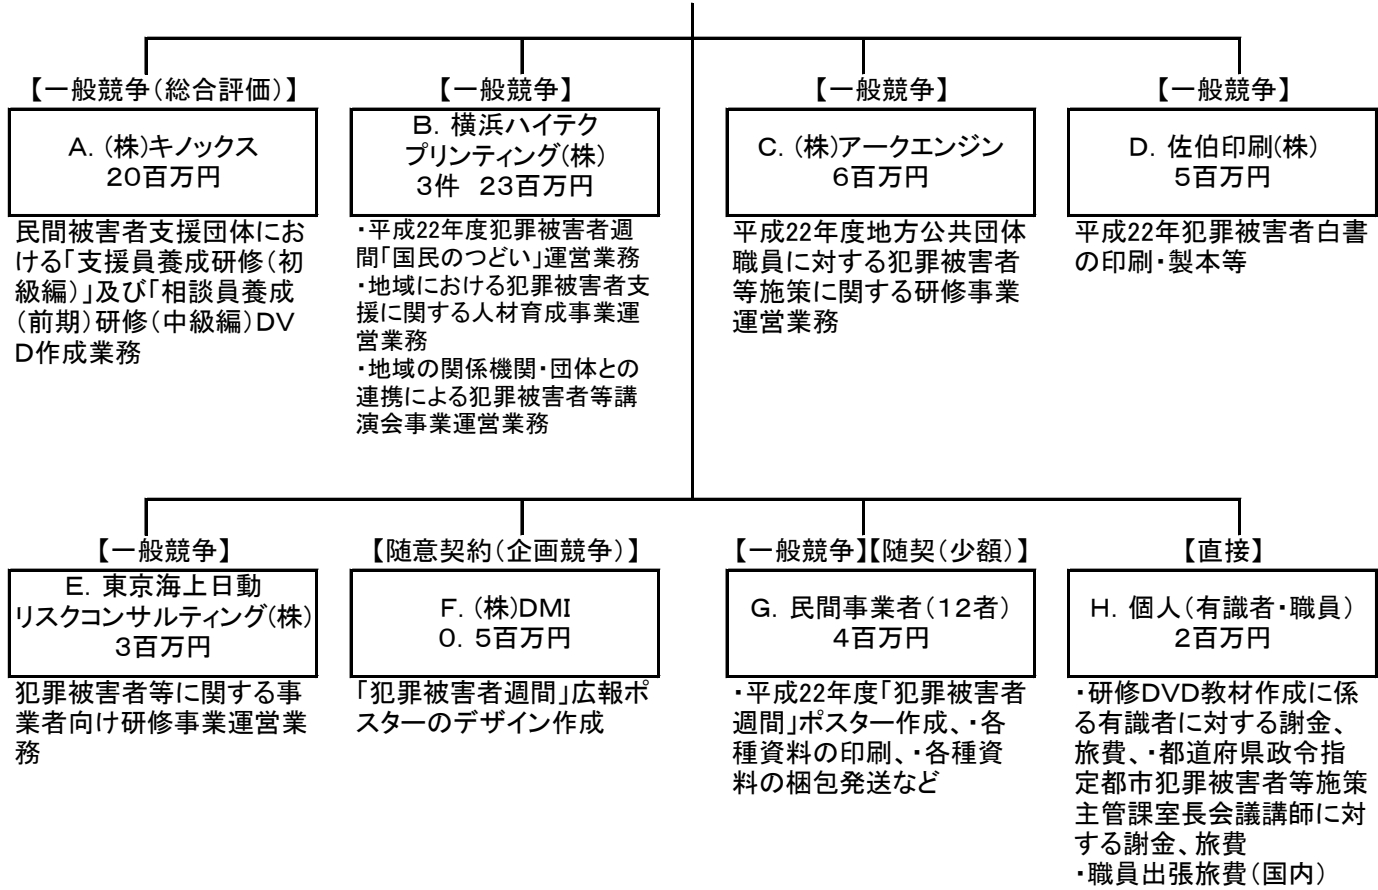 【一般競争(総合評価)】
A．(株)キノックス
20百万円
民間被害者支援団体にお
ける「支援員養成研修(初
級編)」及び「相談員養成
(前期)研修(中級編)DV
D作成業務
【一般競争】
B．横浜ハイテク
プリンティング(株)
3件　23百万円
・平成22年度犯罪被害者週
間「国民のつどい」運営業務
・地域における犯罪被害者支
援に関する人材育成事業運
営業務
・地域の関係機関・団体との
連携による犯罪被害者等講
演会事業運営業務
【一般競争】
C．(株)アークエンジン
6百万円
平成22年度地方公共団体
職員に対する犯罪被害者
等施策に関する研修事業
運営業務
【一般競争】
D．佐伯印刷(株)
5百万円
平成22年犯罪被害者白書
の印刷・製本等
【一般競争】
E．東京海上日動
リスクコンサルティング(株)
3百万円
犯罪被害者等に関する事
業者向け研修事業運営業
務
【随意契約(企画競争)】
F．(株)DMI
0．5百万円
「犯罪被害者週間」広報ポ
スターのデザイン作成
【一般競争】【随契(少額)】
G．民間事業者(12者)
4百万円
・平成22年度「犯罪被害者
週間」ポスター作成、・各
種資料の印刷、・各種資
料の梱包発送など
【直接】
H．個人(有識者・職員)
2百万円
・研修DVD教材作成に係
る有識者に対する謝金、
旅費、・都道府県政令指
定都市犯罪被害者等施策
主管課室長会議講師に対
する謝金、旅費
・職員出張旅費(国内)